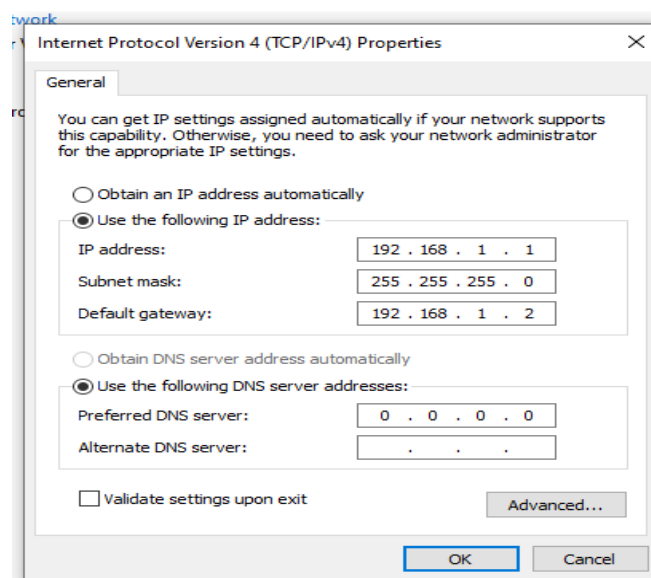 twork
Internet Protocol Version 4 (TCP/IPv4) Properties
General
You can get IP settings assigned automatically if your network supports
this capability. Otherwise, you need to ask your network administrator
for the appropriate IP settings.
Obtain an IP address automatically
Use the following IP address:
IP address: 192 . 168 . 1 . 1
Subnet mask: 255 . 255 . 255 . 0
Default gateway: 192 . 168 . 1 . 2
Obtain DNS server address automatically
Use the following DNS server addresses:
Preferred DNS server: 0 . 0 . 0 . 0
Alternate DNS server: . . .
Validate settings upon exit
Advanced...
OK Cancel